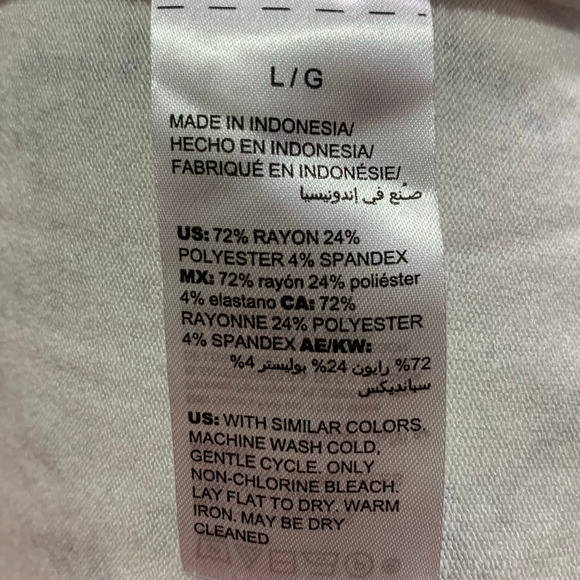 L/G
MADE IN INDONESIA/
HECHO EN INDONESIA/
FABRIQUÉ EN INDONÉSIE/
صُنع في إندونيسيا
US: 72% RAYON 24%
POLYESTER 4% SPANDEX
MX: 72% rayón 24% poliéster
4% elastano CA: 72%
RAYONNE 24% POLYESTER
4% SPANDEX AE/KW:
72% رايون 24% بوليستر 4%
سبانديكس
US: WITH SIMILAR COLORS.
MACHINE WASH COLD,
GENTLE CYCLE. ONLY
NON-CHLORINE BLEACH.
LAY FLAT TO DRY. WARM
IRON. MAY BE DRY
CLEANED